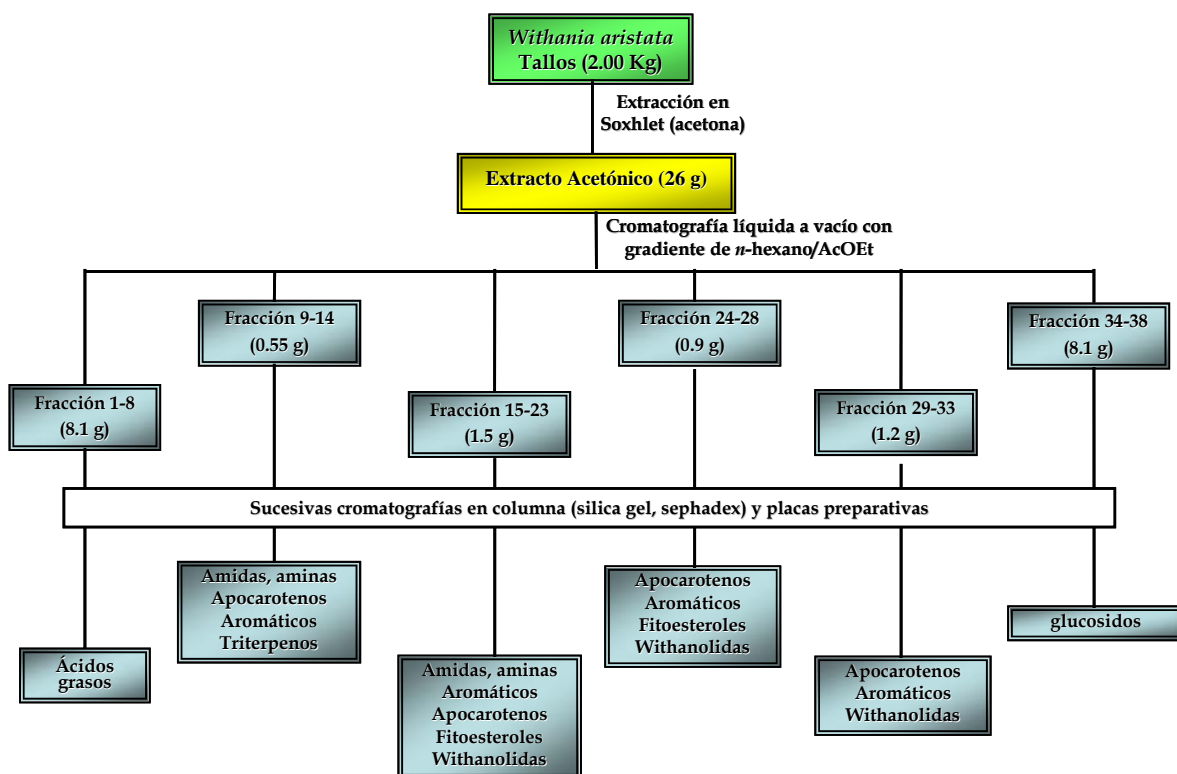 Withania aristata
Tallos (2.00 Kg)
Extracción en
Soxhlet (acetona)
Extracto Acetónico (26 g)
Cromatografía líquida a vacío con
gradiente de n-hexano/AcOEt
Fracción 1-8
(8.1 g)
Fracción 9-14
(0.55 g)
Fracción 15-23
(1.5 g)
Fracción 24-28
(0.9 g)
Fracción 29-33
(1.2 g)
Fracción 34-38
(8.1 g)
Sucesivas cromatografías en columna (silica gel, sephadex) y placas preparativas
Ácidos
grasos
Amidas, aminas
Apocarotenos
Aromáticos
Triterpenos
Amidas, aminas
Aromáticos
Apocarotenos
Fitoesteroles
Withanolidas
Apocarotenos
Aromáticos
Fitoesteroles
Withanolidas
Apocarotenos
Aromáticos
Withanolidas
glucosidos